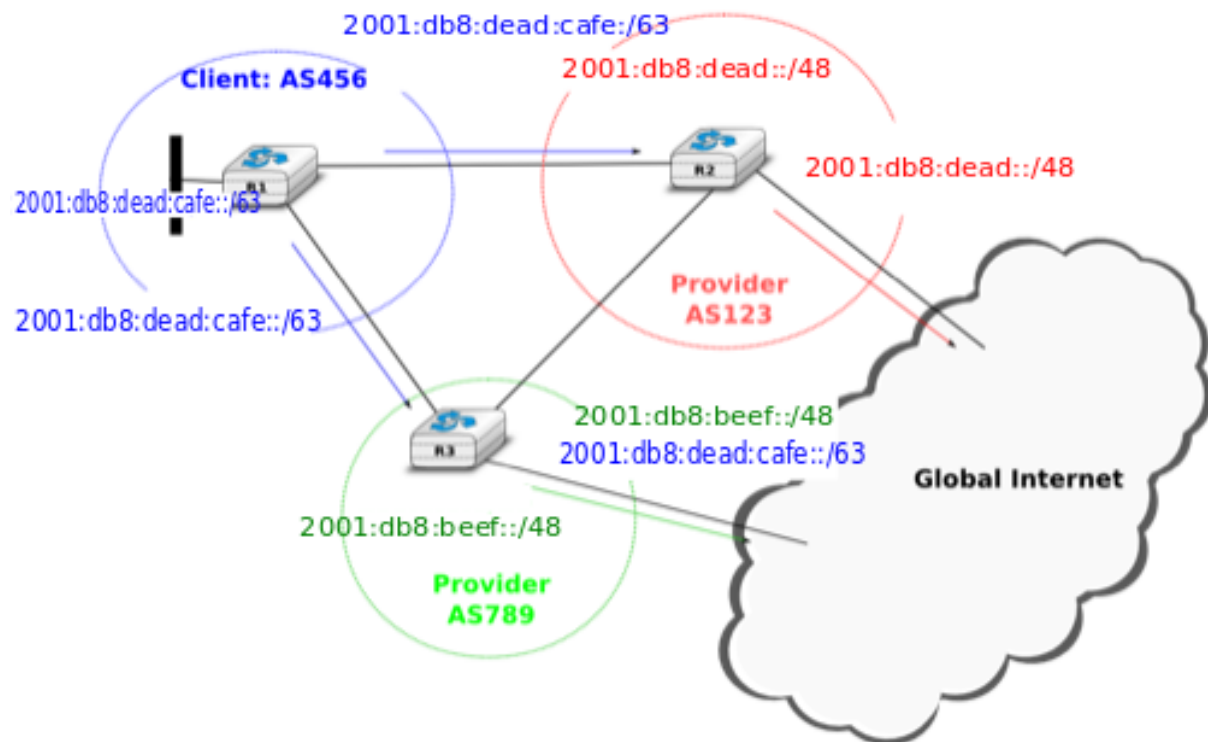 2001:db8:dead:cafe:/63
Client: AS456
2001:db8:dead::/48
R1
R2
2001:db8:dead::/48
2001:db8:dead:cafe::/63
Provider
AS123
2001:db8:dead:cafe::/63
2001:db8:beef::/48
R3
2001:db8:dead:cafe::/63
Global Internet
2001:db8:beef::/48
Provider
AS789